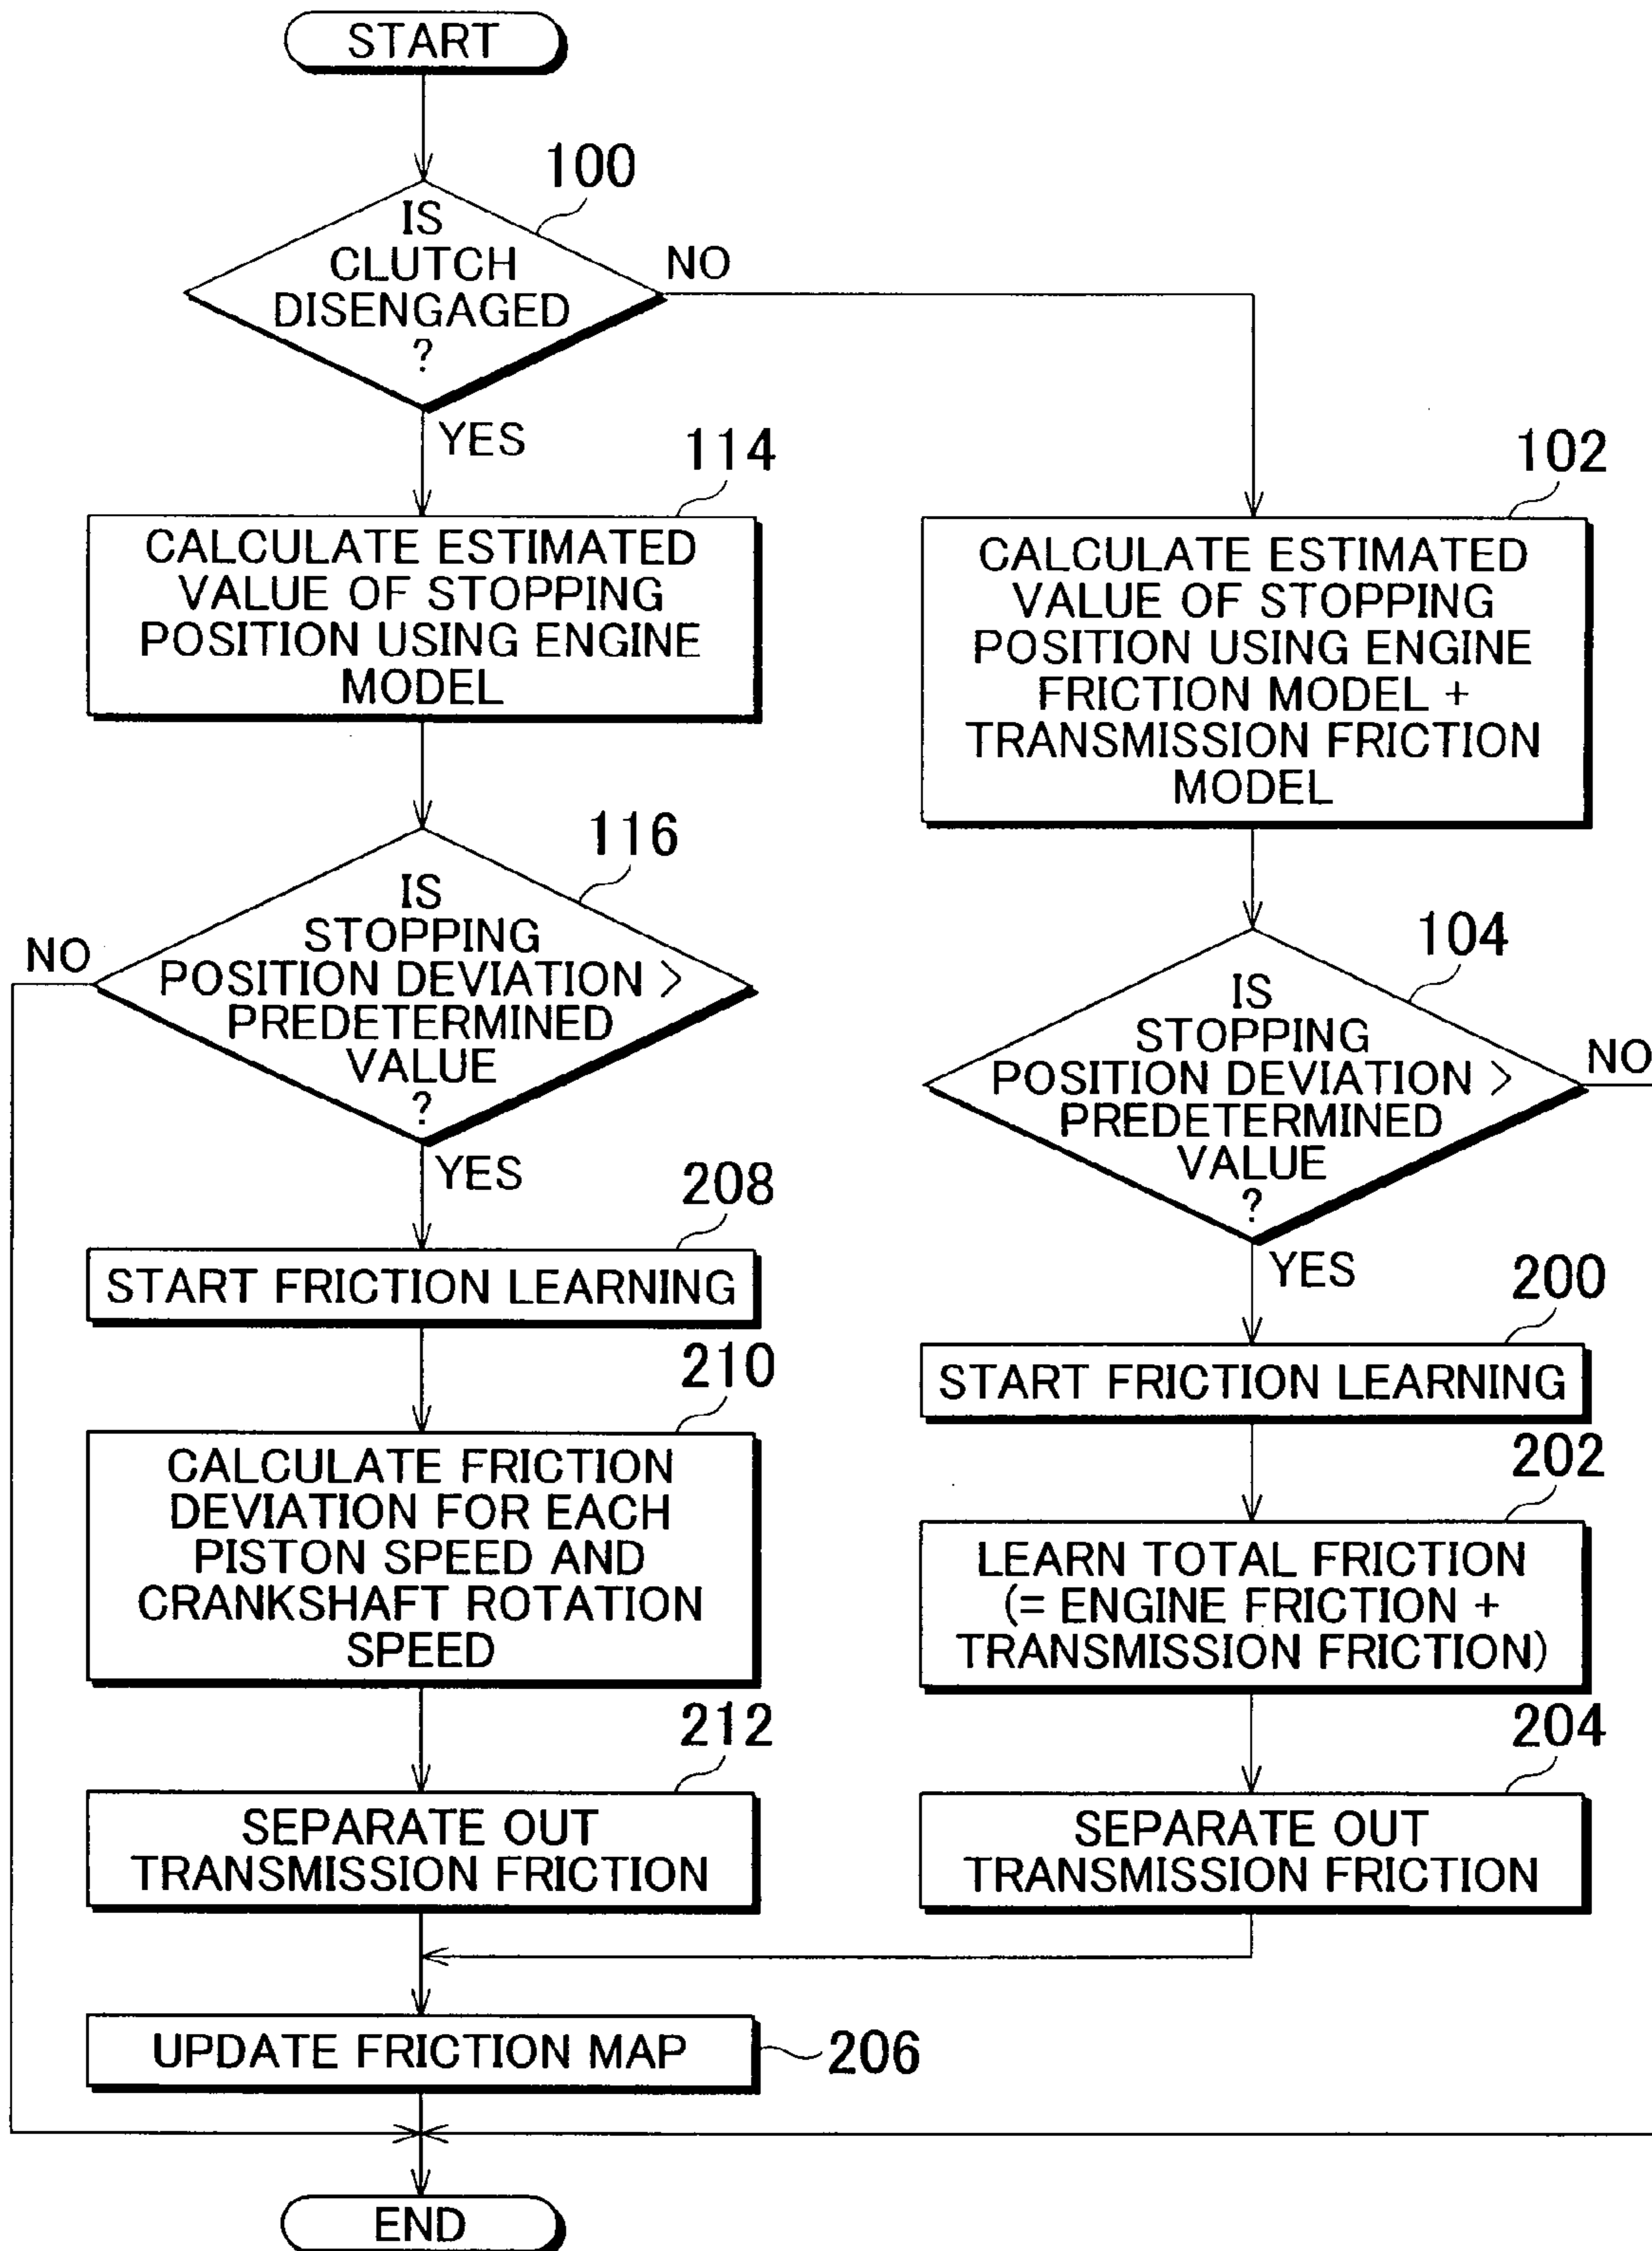 START
100
IS
CLUTCH
DISENGAGED
?
NO
YES
114
CALCULATE ESTIMATED
VALUE OF STOPPING
POSITION USING ENGINE
MODEL
102
CALCULATE ESTIMATED
VALUE OF STOPPING
POSITION USING ENGINE
FRICTION MODEL +
TRANSMISSION FRICTION
MODEL
116
IS
STOPPING
POSITION DEVIATION >
PREDETERMINED
VALUE
?
NO
YES
104
IS
STOPPING
POSITION DEVIATION >
PREDETERMINED
VALUE
?
NO
YES
208
START FRICTION LEARNING
200
START FRICTION LEARNING
210
CALCULATE FRICTION
DEVIATION FOR EACH
PISTON SPEED AND
CRANKSHAFT ROTATION
SPEED
202
LEARN TOTAL FRICTION
(= ENGINE FRICTION +
TRANSMISSION FRICTION)
212
SEPARATE OUT
TRANSMISSION FRICTION
204
SEPARATE OUT
TRANSMISSION FRICTION
UPDATE FRICTION MAP
206
END